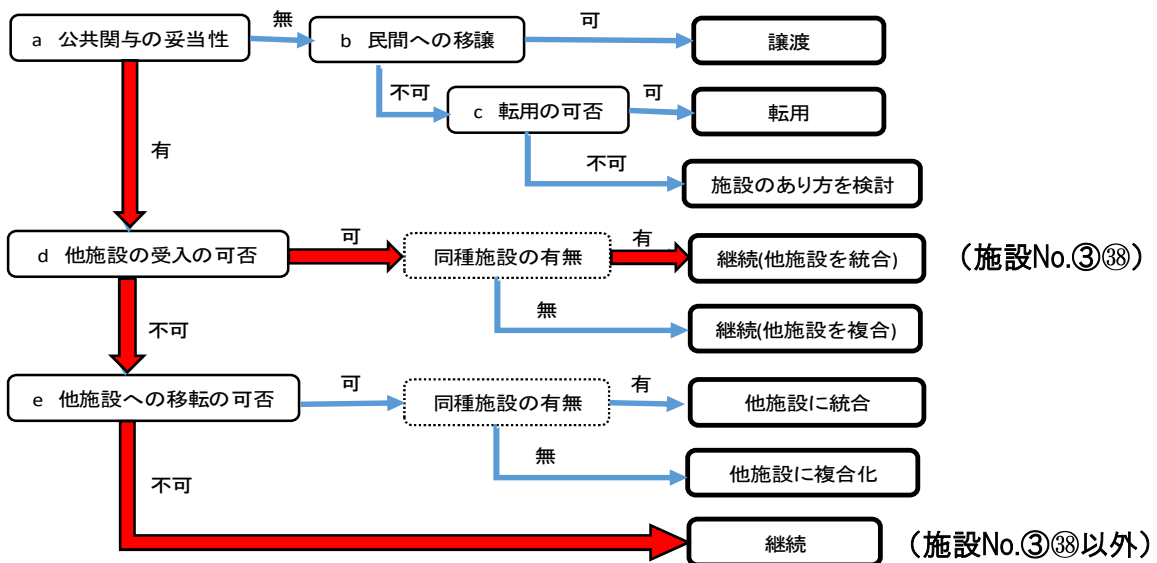 a 公共関与の妥当性
無
b 民間への移譲
可
譲渡
不可
c 転用の可否
可
転用
有
不可
施設のあり方を検討
d 他施設の受入の可否
可
同種施設の有無
有
継続(他施設を統合)
(施設No.③㊳)
不可
無
継続(他施設を複合)
e 他施設への移転の可否
可
同種施設の有無
有
他施設に統合
無
他施設に複合化
不可
継続
(施設No.③㊳以外)